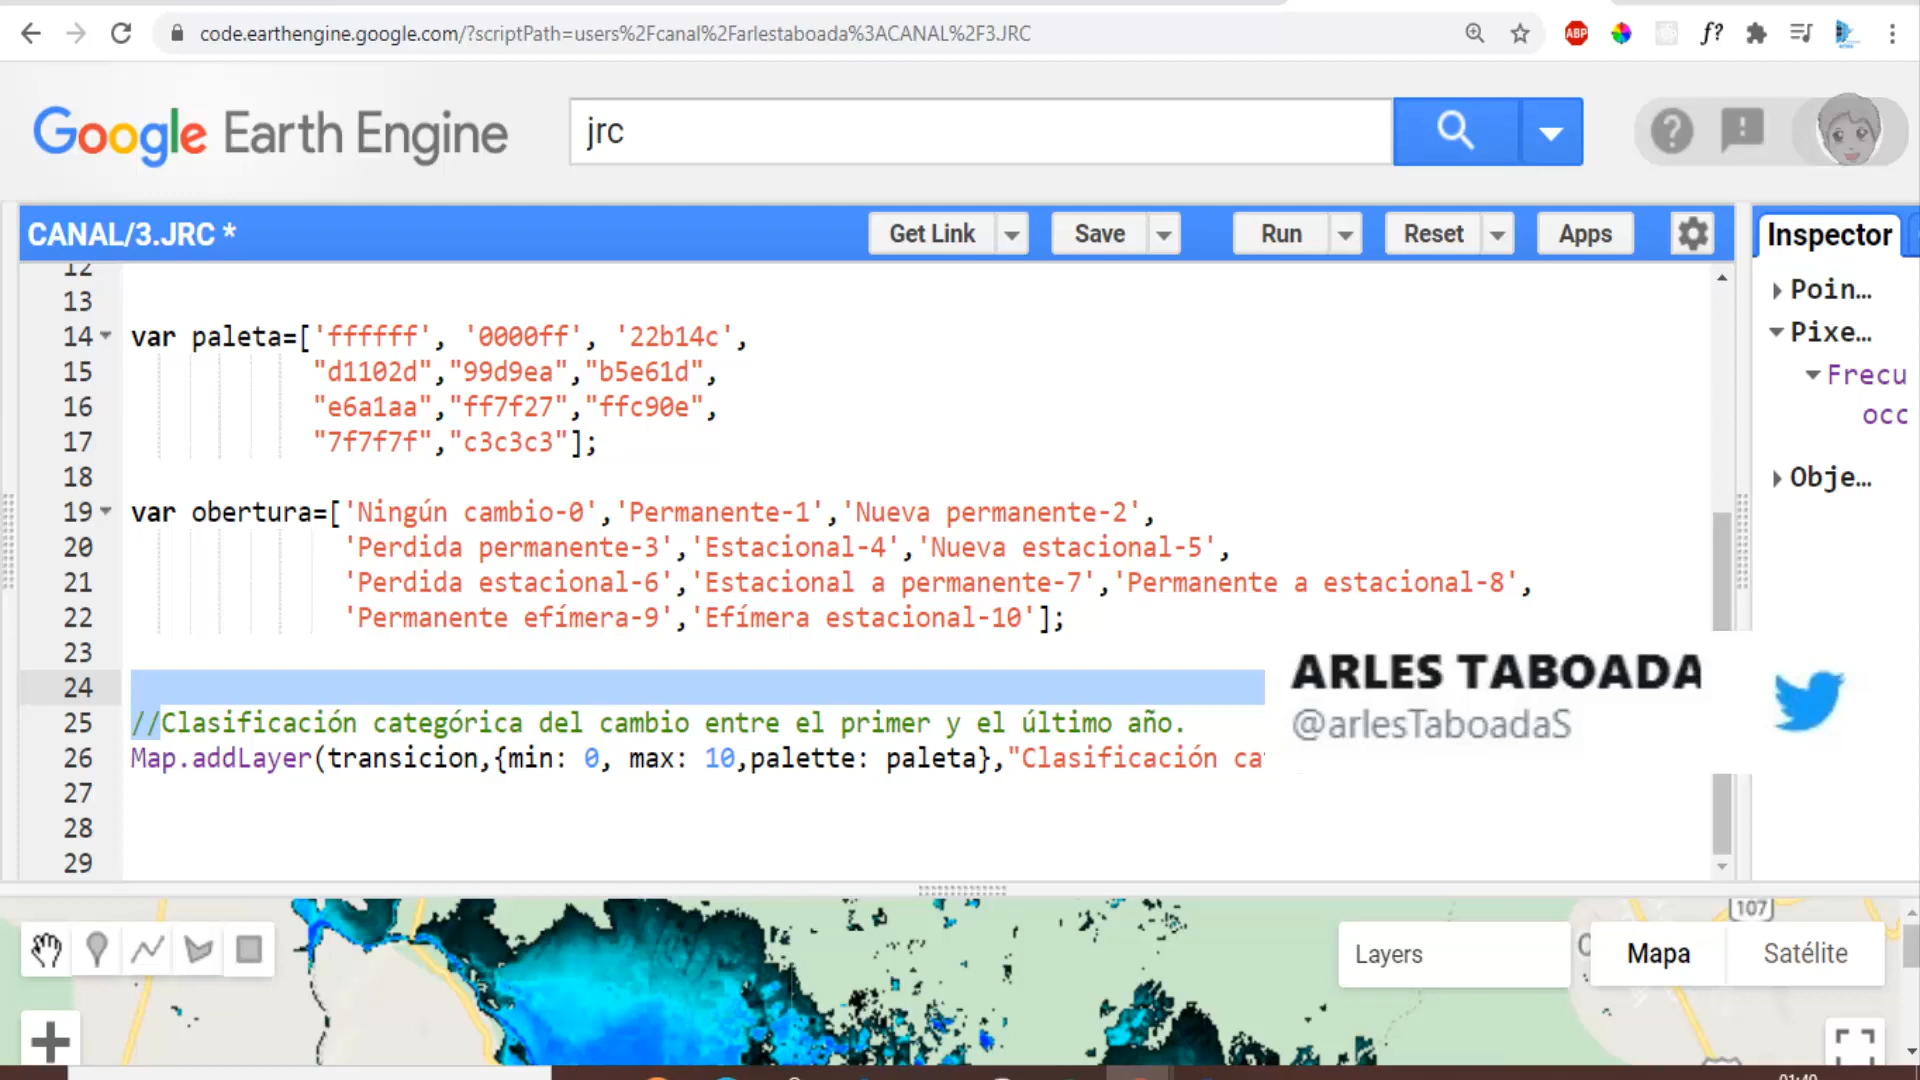 code.earthengine.google.com/?scriptPath=users%2Fcanal%2Farlestaboada%3ACANAL%2F3.JRC
ABP
f?
Google Earth Engine
jrc
CANAL/3.JRC *
Get Link
Save
Run
Reset
Apps
Inspector
12
13
14 var paleta=['ffffff', '0000ff', '22b14c',
15 "d1102d","99d9ea","b5e61d",
16 "e6a1aa","ff7f27","ffc90e",
17 "7f7f7f","c3c3c3"];
18
19 var obertura=['Ningún cambio-0','Permanente-1','Nueva permanente-2',
20 'Perdida permanente-3','Estacional-4','Nueva estacional-5',
21 'Perdida estacional-6','Estacional a permanente-7','Permanente a estacional-8',
22 'Permanente efímera-9','Efímera estacional-10'];
23
24
25 //Clasificación categórica del cambio entre el primer y el último año.
26 Map.addLayer(transicion,{min: 0, max: 10,palette: paleta},"Clasificación ca
27
28
29
Poin...
Pixe...
Frecu
occ
Obje...
ARLES TABOADA
@arlesTaboadaS
107
Layers
Mapa
Satélite